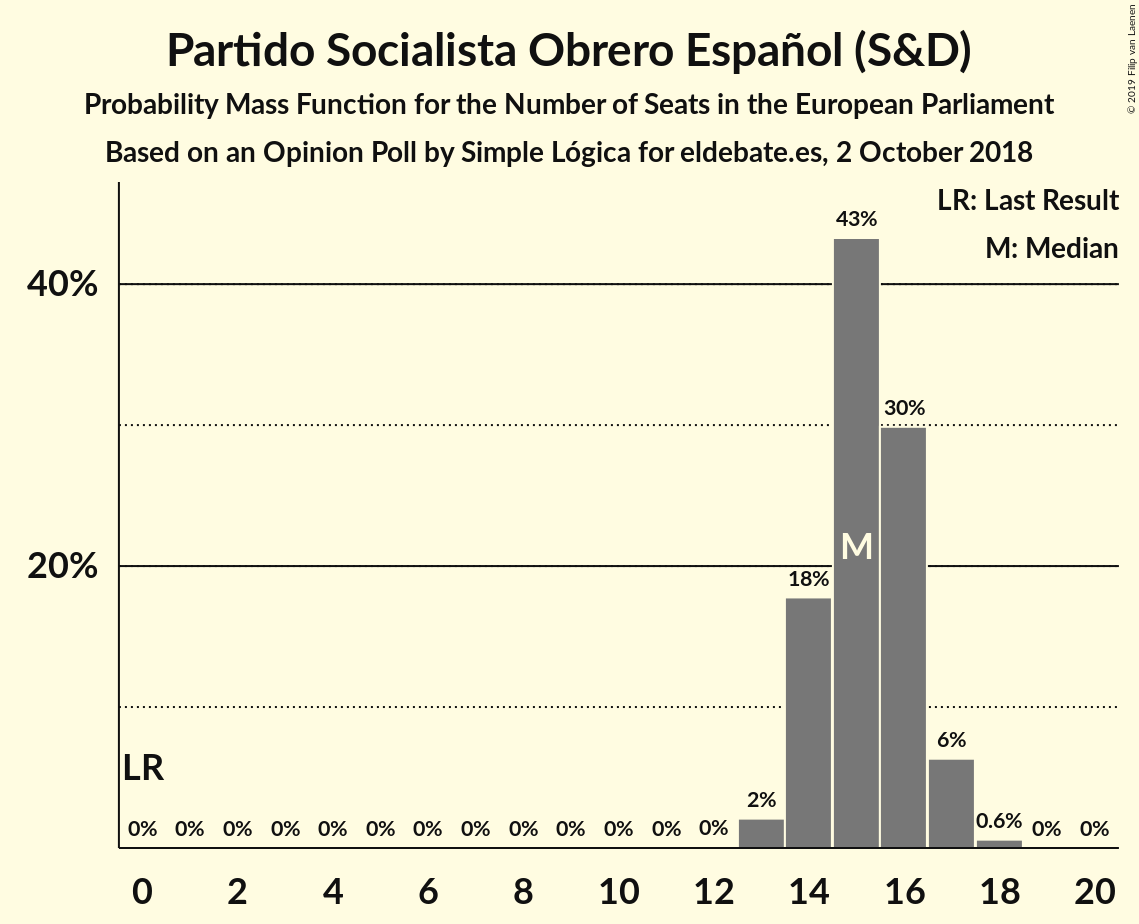 Partido Socialista Obrero Español (S&D)
Probability Mass Function for the Number of Seats in the European Parliament
Based on an Opinion Poll by Simple Lógica for eldebate.es, 2 October 2018
© 2019 Filip van Laenen
LR: Last Result
M: Median
43%
40%
30%
M
20%
18%
6%
LR
2%
0% 0% 0% 0% 0% 0% 0% 0% 0% 0% 0% 0% 0% 0.6% 0% 0%
0 2 4 6 8 10 12 14 16 18 20